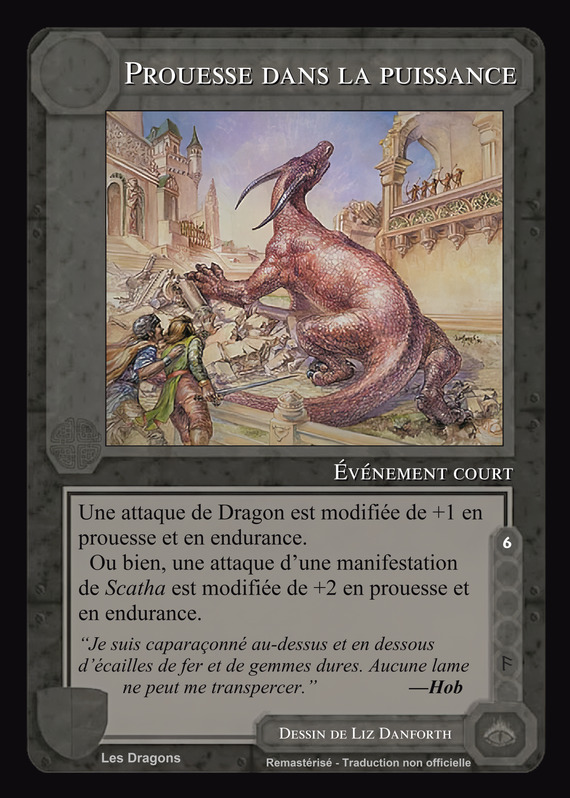 Prouesse dans la puissance
Événement court
Une attaque de Dragon est modifiée de +1 en
prouesse et en endurance.
Ou bien, une attaque d’une manifestation
de Scatha est modifiée de +2 en prouesse et
en endurance.
6
“Je suis caparaçonné au-dessus et en dessous
d’écailles de fer et de gemmes dures. Aucune lame
ne peut me transpercer.” —Hob
Dessin de Liz Danforth
Les Dragons
Remastérisé - Traduction non officielle